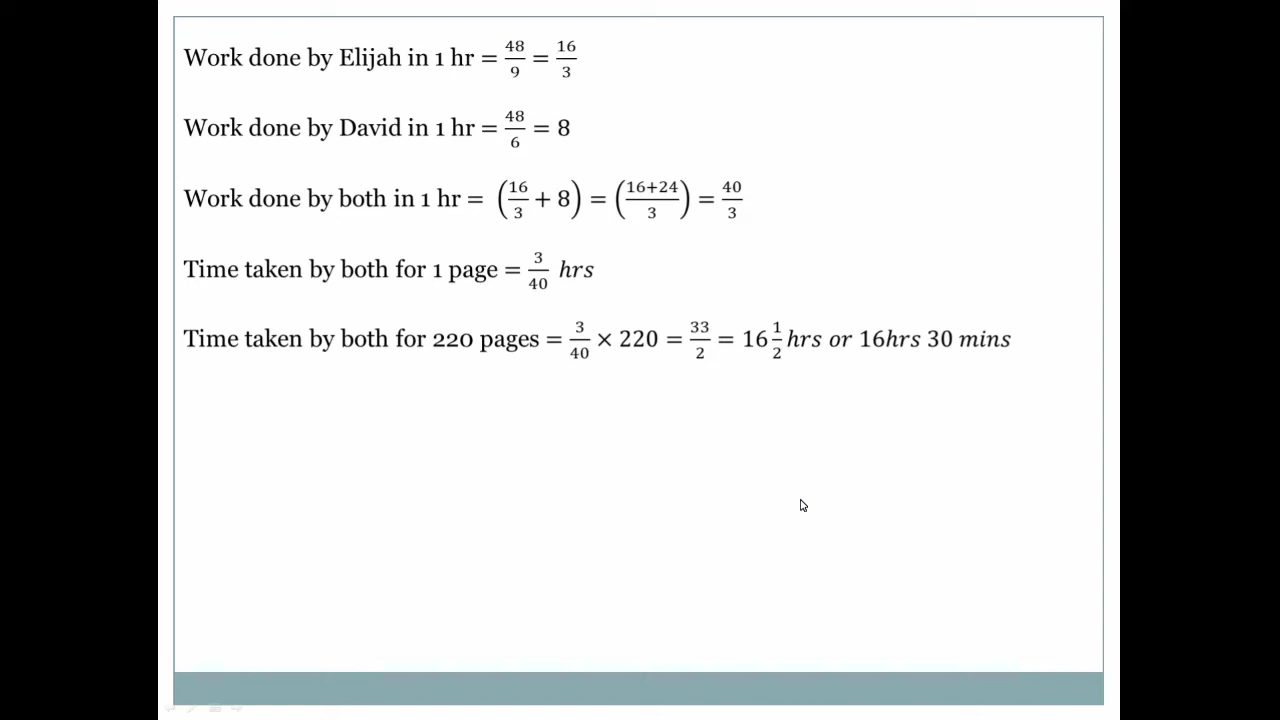 Work done by Elijah in 1 hr = 48/9 = 16/3
Work done by David in 1 hr = 48/6 = 8
Work done by both in 1 hr = (16/3 + 8) = (16+24/3) = 40/3
Time taken by both for 1 page = 3/40 hrs
Time taken by both for 220 pages = 3/40 × 220 = 33/2 = 16 1/2 hrs or 16hrs 30 mins